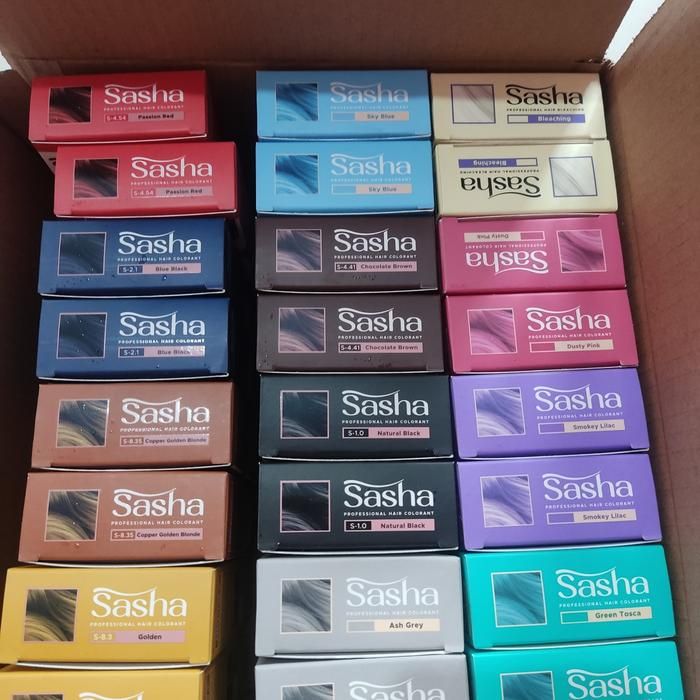 Sasha
PROFESSIONAL HAIR COLORANT
S-4.54 Passion Red
Sasha
PROFESSIONAL HAIR COLORANT
S-4.54 Passion Red
Sasha
PROFESSIONAL HAIR COLORANT
S-2.1 Blue Black
Sasha
PROFESSIONAL HAIR COLORANT
S-2.1 Blue Black
Sasha
PROFESSIONAL HAIR COLORANT
S-8.35 Copper Golden Blonde
Sasha
PROFESSIONAL HAIR COLORANT
S-8.35 Copper Golden Blonde
Sasha
PROFESSIONAL HAIR COLORANT
S-8.3 Golden
Sasha
PROFESSIONAL HAIR COLORANT
Sky Blue
Sasha
PROFESSIONAL HAIR COLORANT
Sky Blue
Sasha
PROFESSIONAL HAIR COLORANT
S-4.41 Chocolate Brown
Sasha
PROFESSIONAL HAIR COLORANT
S-4.41 Chocolate Brown
Sasha
PROFESSIONAL HAIR COLORANT
S-1.0 Natural Black
Sasha
PROFESSIONAL HAIR COLORANT
S-1.0 Natural Black
Sasha
PROFESSIONAL HAIR COLORANT
Ash Grey
Sasha
Sasha
PROFESSIONAL HAIR BLEACHING
Bleaching
Sasha
PROFESSIONAL HAIR BLEACHING
Bleaching
Sasha
PROFESSIONAL HAIR COLORANT
Dusty Pink
Sasha
PROFESSIONAL HAIR COLORANT
Dusty Pink
Sasha
PROFESSIONAL HAIR COLORANT
Smokey Lilac
Sasha
PROFESSIONAL HAIR COLORANT
Smokey Lilac
Sasha
PROFESSIONAL HAIR COLORANT
Green Tosca
Sasha